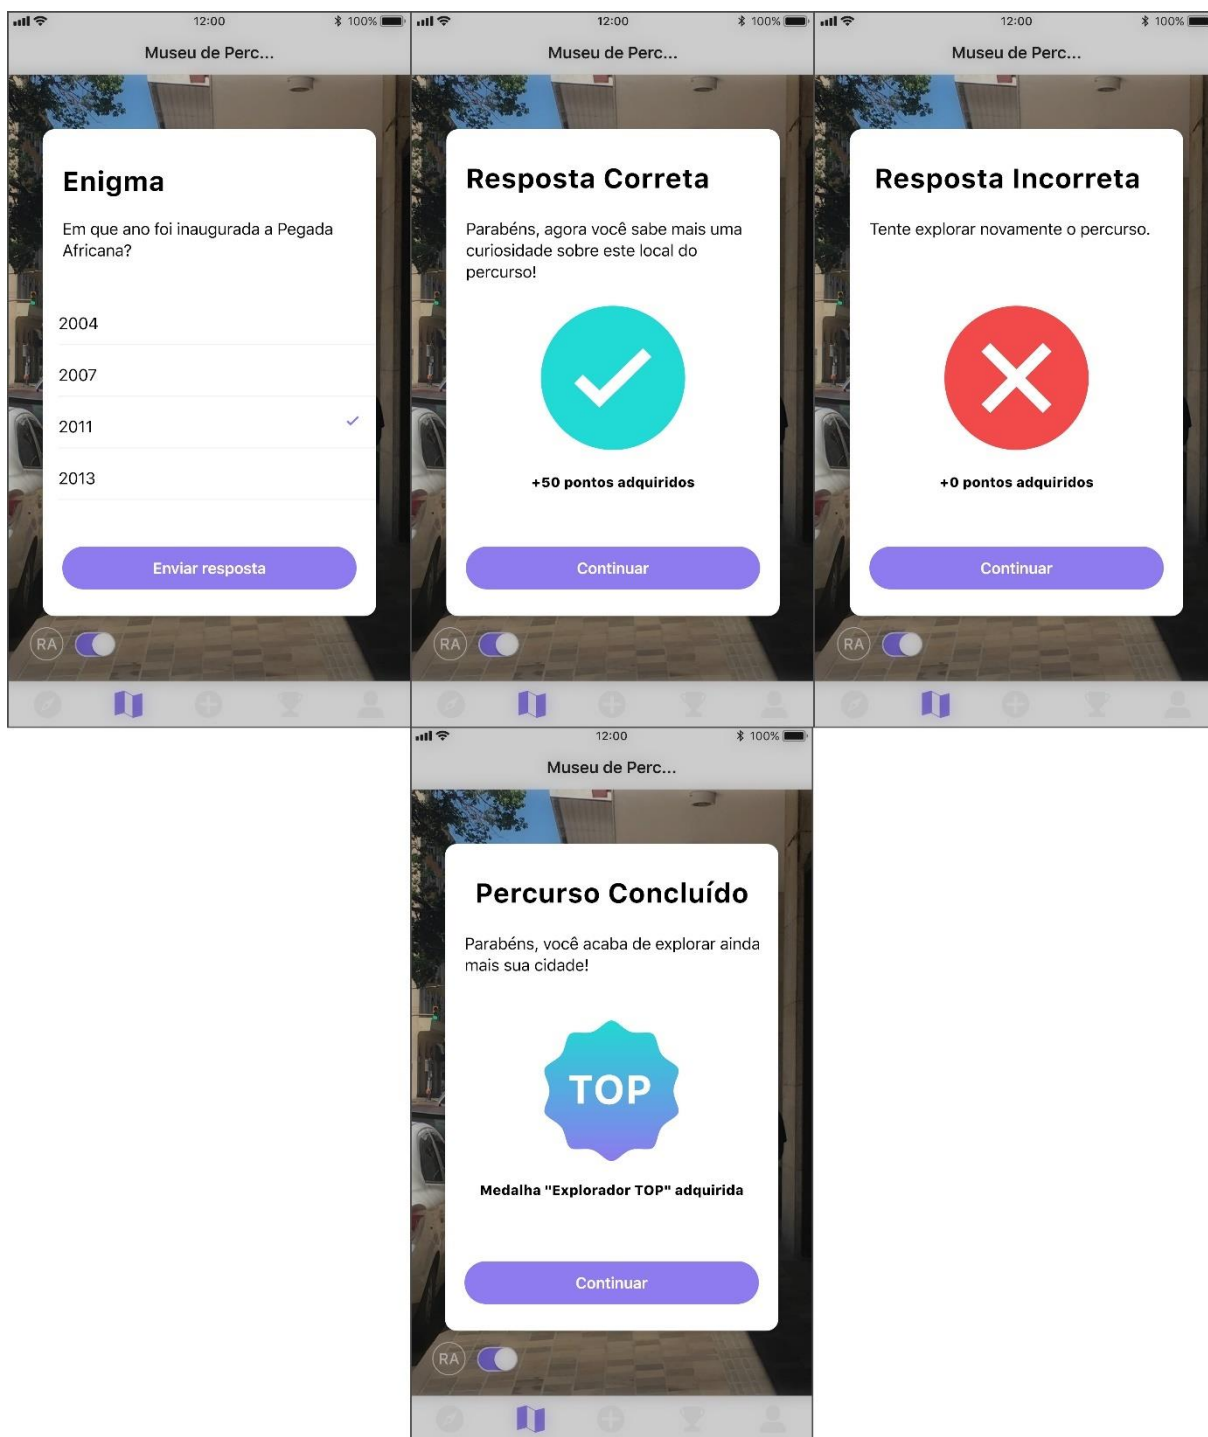 12:00
100%
Museu de Perc...
Enigma
Em que ano foi inaugurada a Pegada
Africana?
2004
2007
2011
2013
Enviar resposta
RA
12:00
100%
Museu de Perc...
Resposta Correta
Parabéns, agora você sabe mais uma
curiosidade sobre este local do
percurso!
+50 pontos adquiridos
Continuar
RA
12:00
100%
Museu de Perc...
Resposta Incorreta
Tente explorar novamente o percurso.
+0 pontos adquiridos
Continuar
RA
12:00
100%
Museu de Perc...
Percurso Concluído
Parabéns, você acaba de explorar ainda
mais sua cidade!
TOP
Medalha "Explorador TOP" adquirida
Continuar
RA